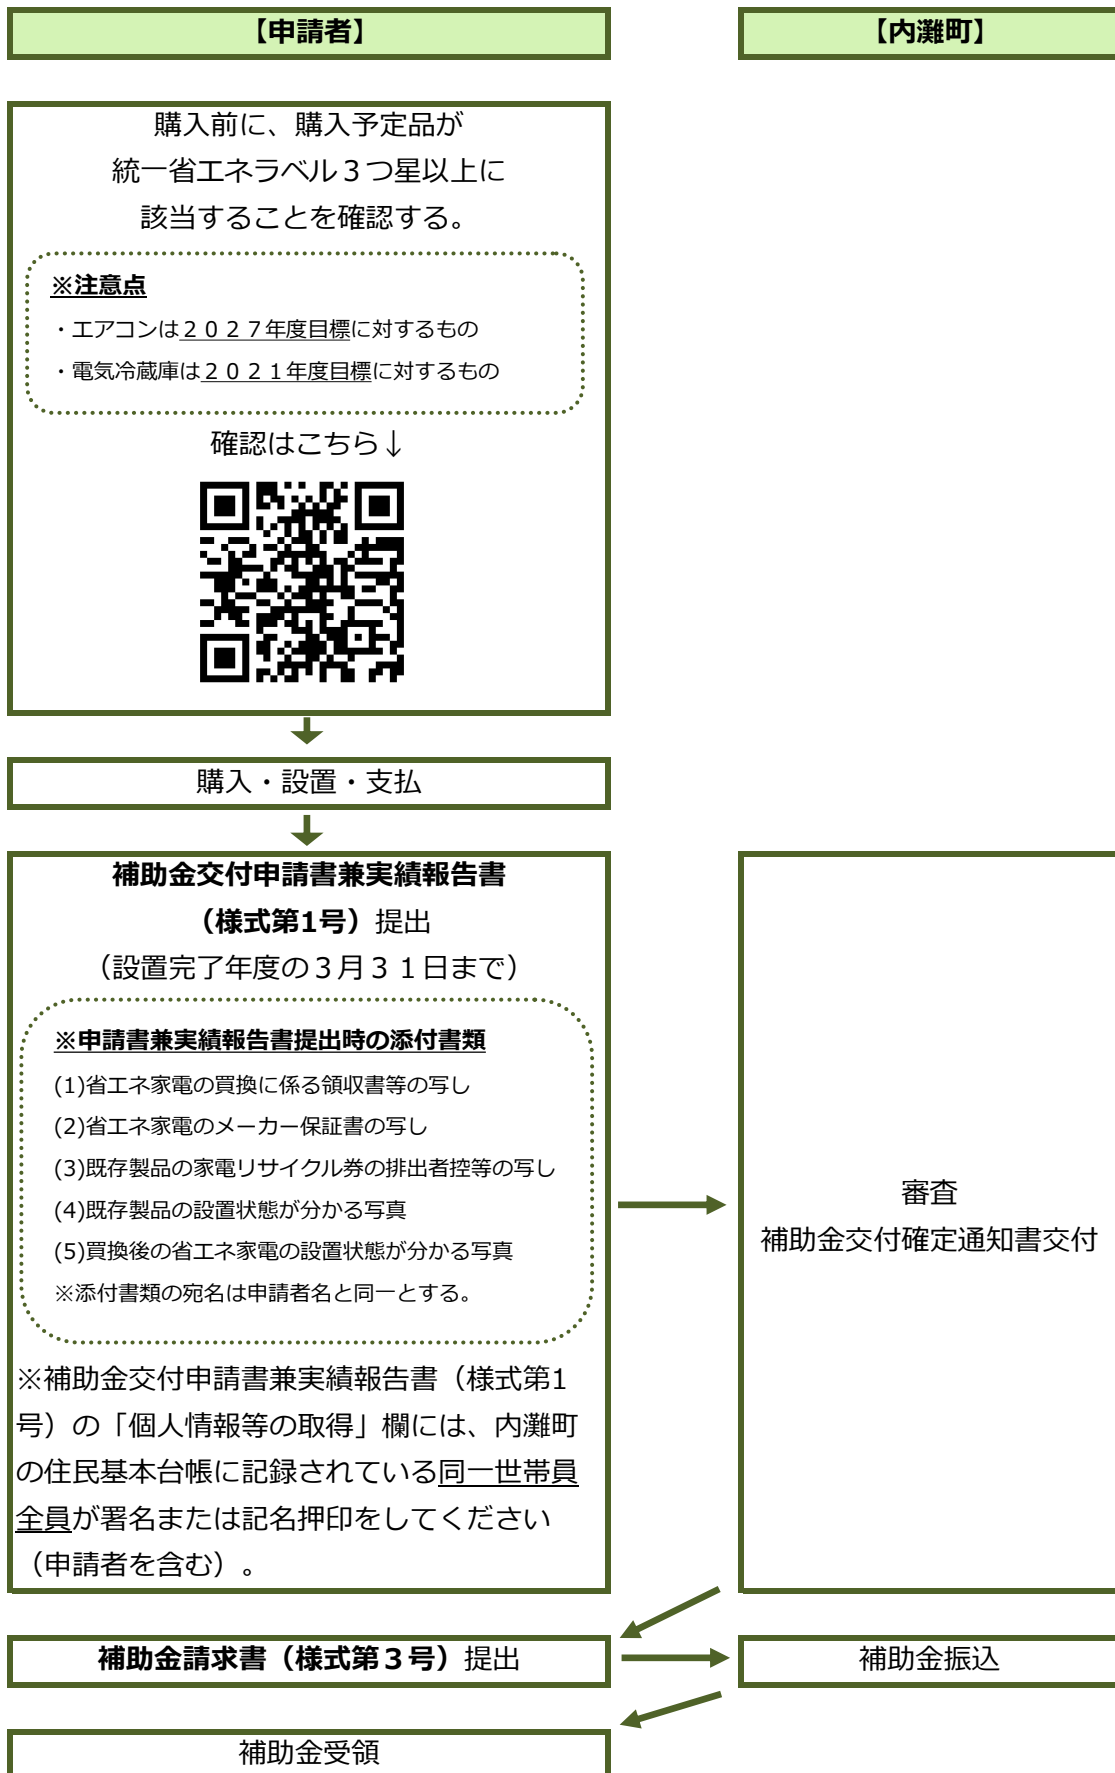 【申請者】
【内灘町】
購入前に、購入予定品が
統一省エネラベル３つ星以上に
該当することを確認する。
※注意点
・エアコンは２０２７年度目標に対するもの
・電気冷蔵庫は２０２１年度目標に対するもの
確認はこちら↓
購入・設置・支払
補助金交付申請書兼実績報告書
（様式第1号）提出
（設置完了年度の３月３１日まで）
※申請書兼実績報告書提出時の添付書類
(1)省エネ家電の買換に係る領収書等の写し
(2)省エネ家電のメーカー保証書の写し
(3)既存製品の家電リサイクル券の排出者控等の写し
(4)既存製品の設置状態が分かる写真
(5)買換後の省エネ家電の設置状態が分かる写真
※添付書類の宛名は申請者名と同一とする。
※補助金交付申請書兼実績報告書（様式第1
号）の「個人情報等の取得」欄には、内灘町
の住民基本台帳に記録されている同一世帯員
全員が署名または記名押印をしてください
（申請者を含む）。
審査
補助金交付確定通知書交付
補助金請求書（様式第３号）提出
補助金振込
補助金受領